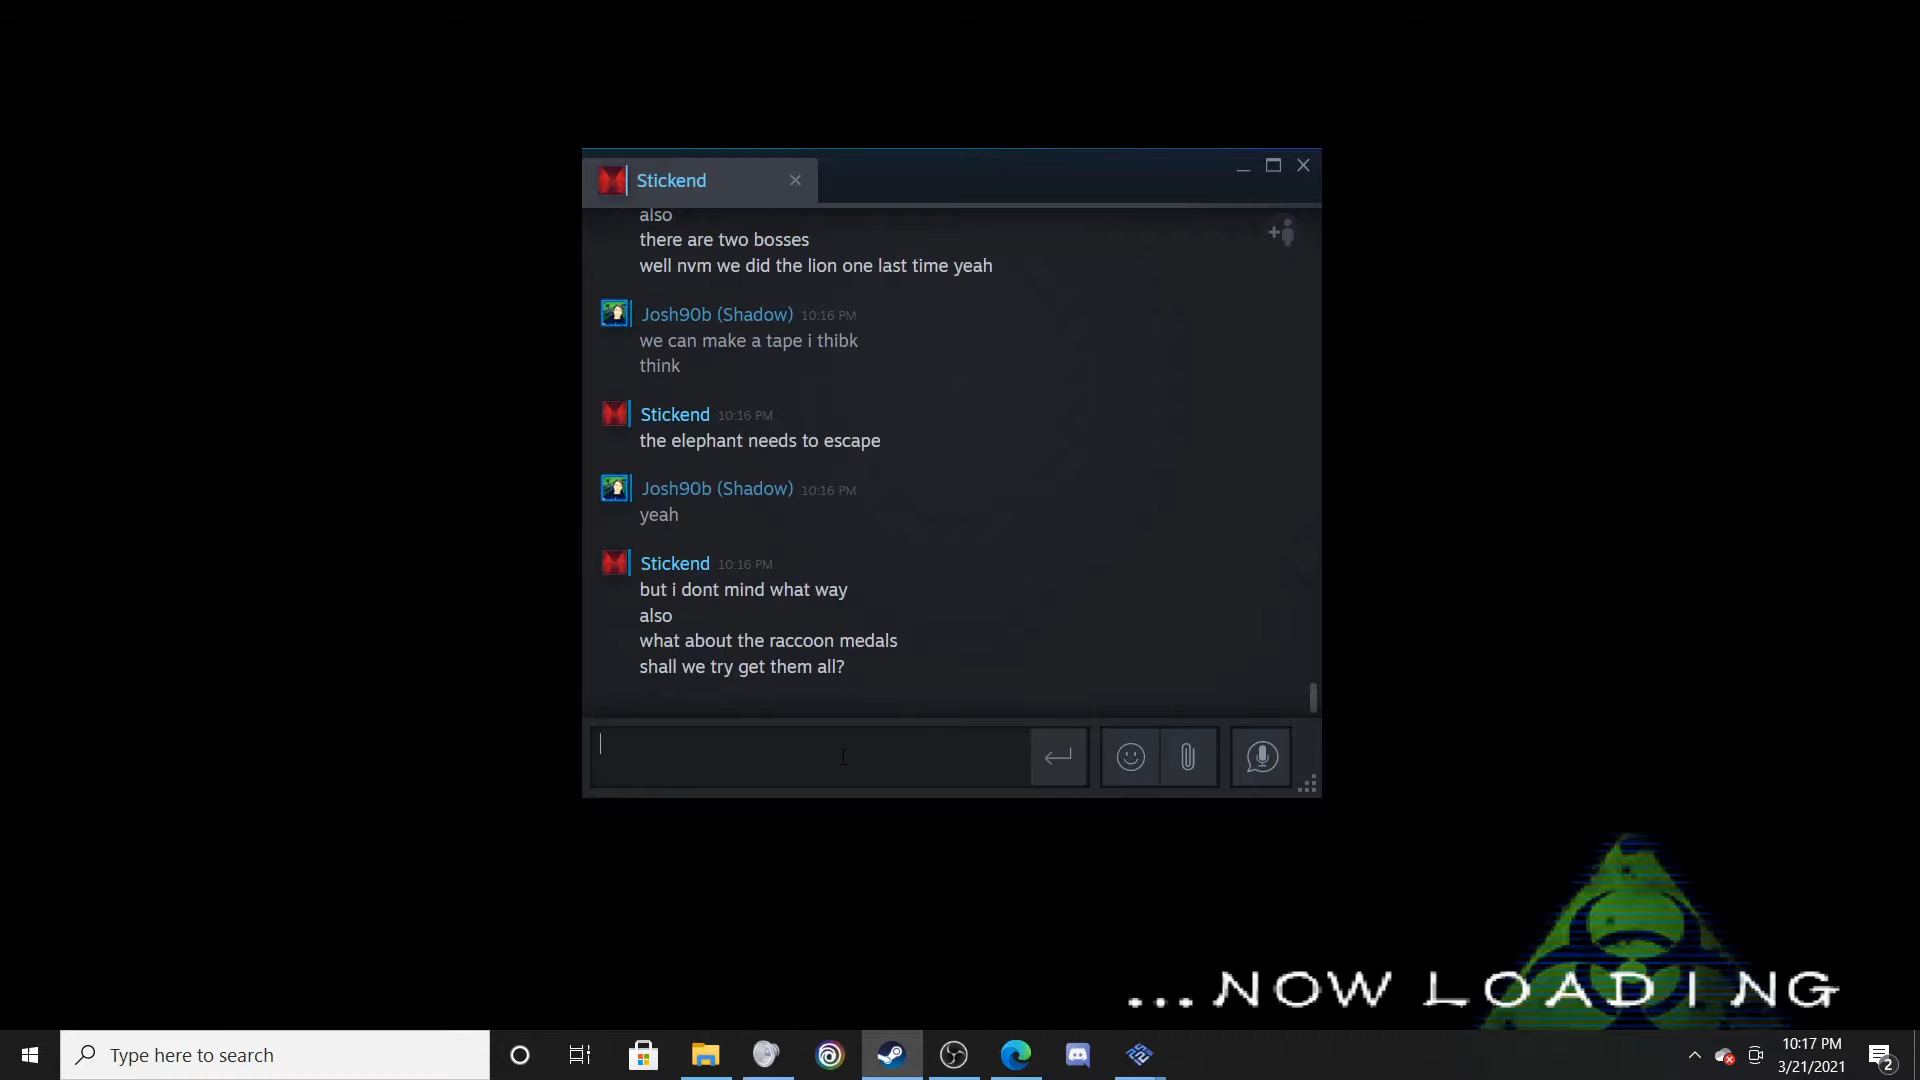 Stickend
also
there are two bosses
well nvm we did the lion one last time yeah
Josh90b (Shadow) 10:16 PM
we can make a tape i thibk
think
Stickend 10:16 PM
the elephant needs to escape
Josh90b (Shadow) 10:16 PM
yeah
Stickend 10:16 PM
but i dont mind what way
also
what about the raccoon medals
shall we try get them all?
...NOW LOADING
Type here to search
10:17 PM
3/21/2021
2